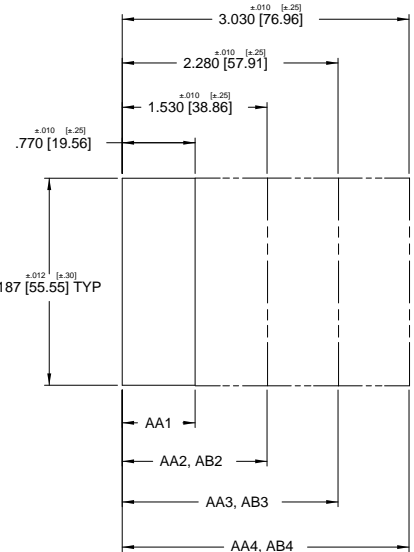 ±.010 [±.25]
3.030 [76.96]
±.010 [±.25]
2.280 [57.91]
±.010 [±.25]
1.530 [38.86]
±.010 [±.25]
.770 [19.56]
±.012 [±.30]
187 [55.55] TYP
AA1
AA2, AB2
AA3, AB3
AA4, AB4